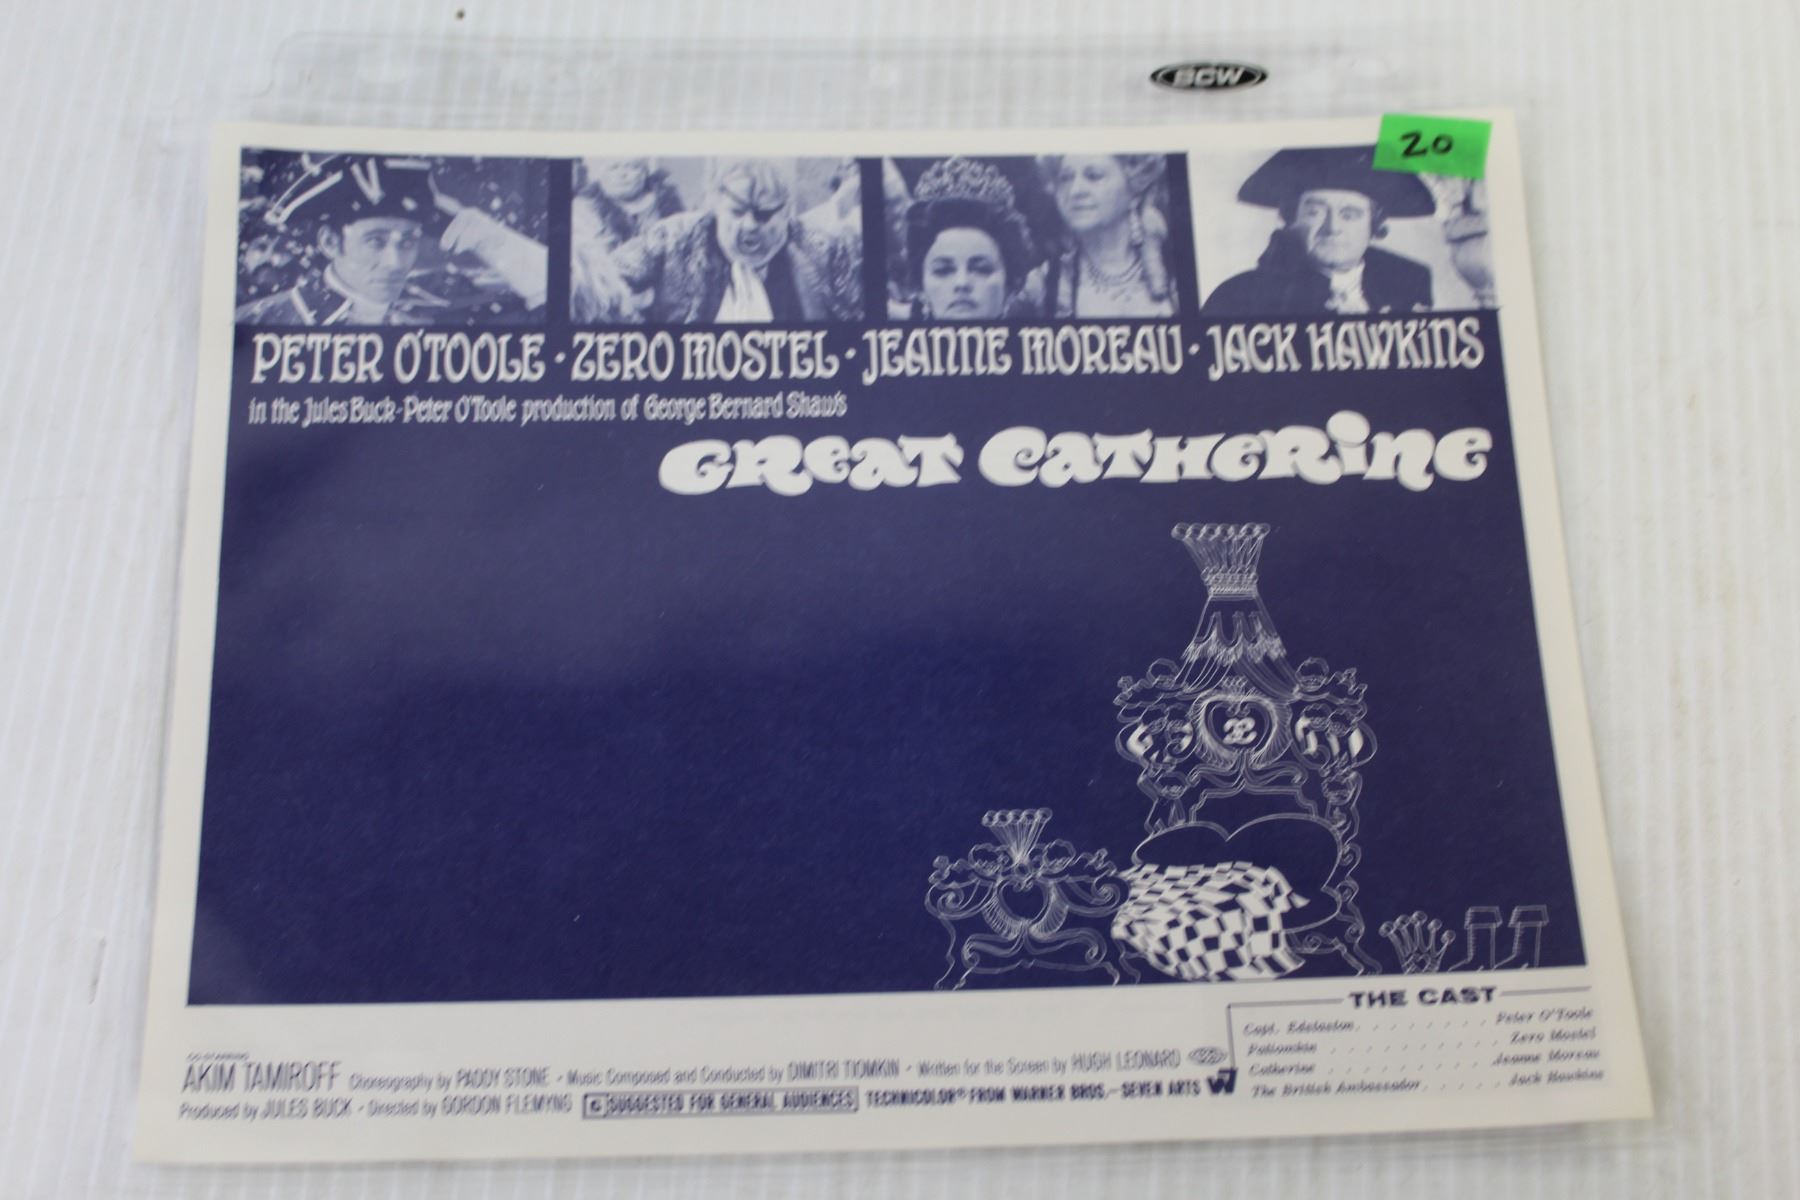 BCW
20
PETER O'TOOLE · ZERO MOSTEL · JEANNE MOREAU · JACK HAWKINS
in the Jules Buck-Peter O'Toole production of George Bernard Shaw's
GREAT CATHERINE
THE CAST
Capt. Edstaston . . . . . . . . Peter O'Toole
Patiomkin . . . . . . . . . . Zero Mostel
Catherine . . . . . . . . . . Jeanne Moreau
The British Ambassador . . . . . Jack Hawkins
CO-STARRING
AKIM TAMIROFF Choreography by PADDY STONE · Music Composed and Conducted by DIMITRI TIOMKIN · Written for the Screen by HUGH LEONARD
Produced by JULES BUCK · Directed by GORDON FLEMYNG G SUGGESTED FOR GENERAL AUDIENCES TECHNICOLOR® FROM WARNER BROS.-SEVEN ARTS W7